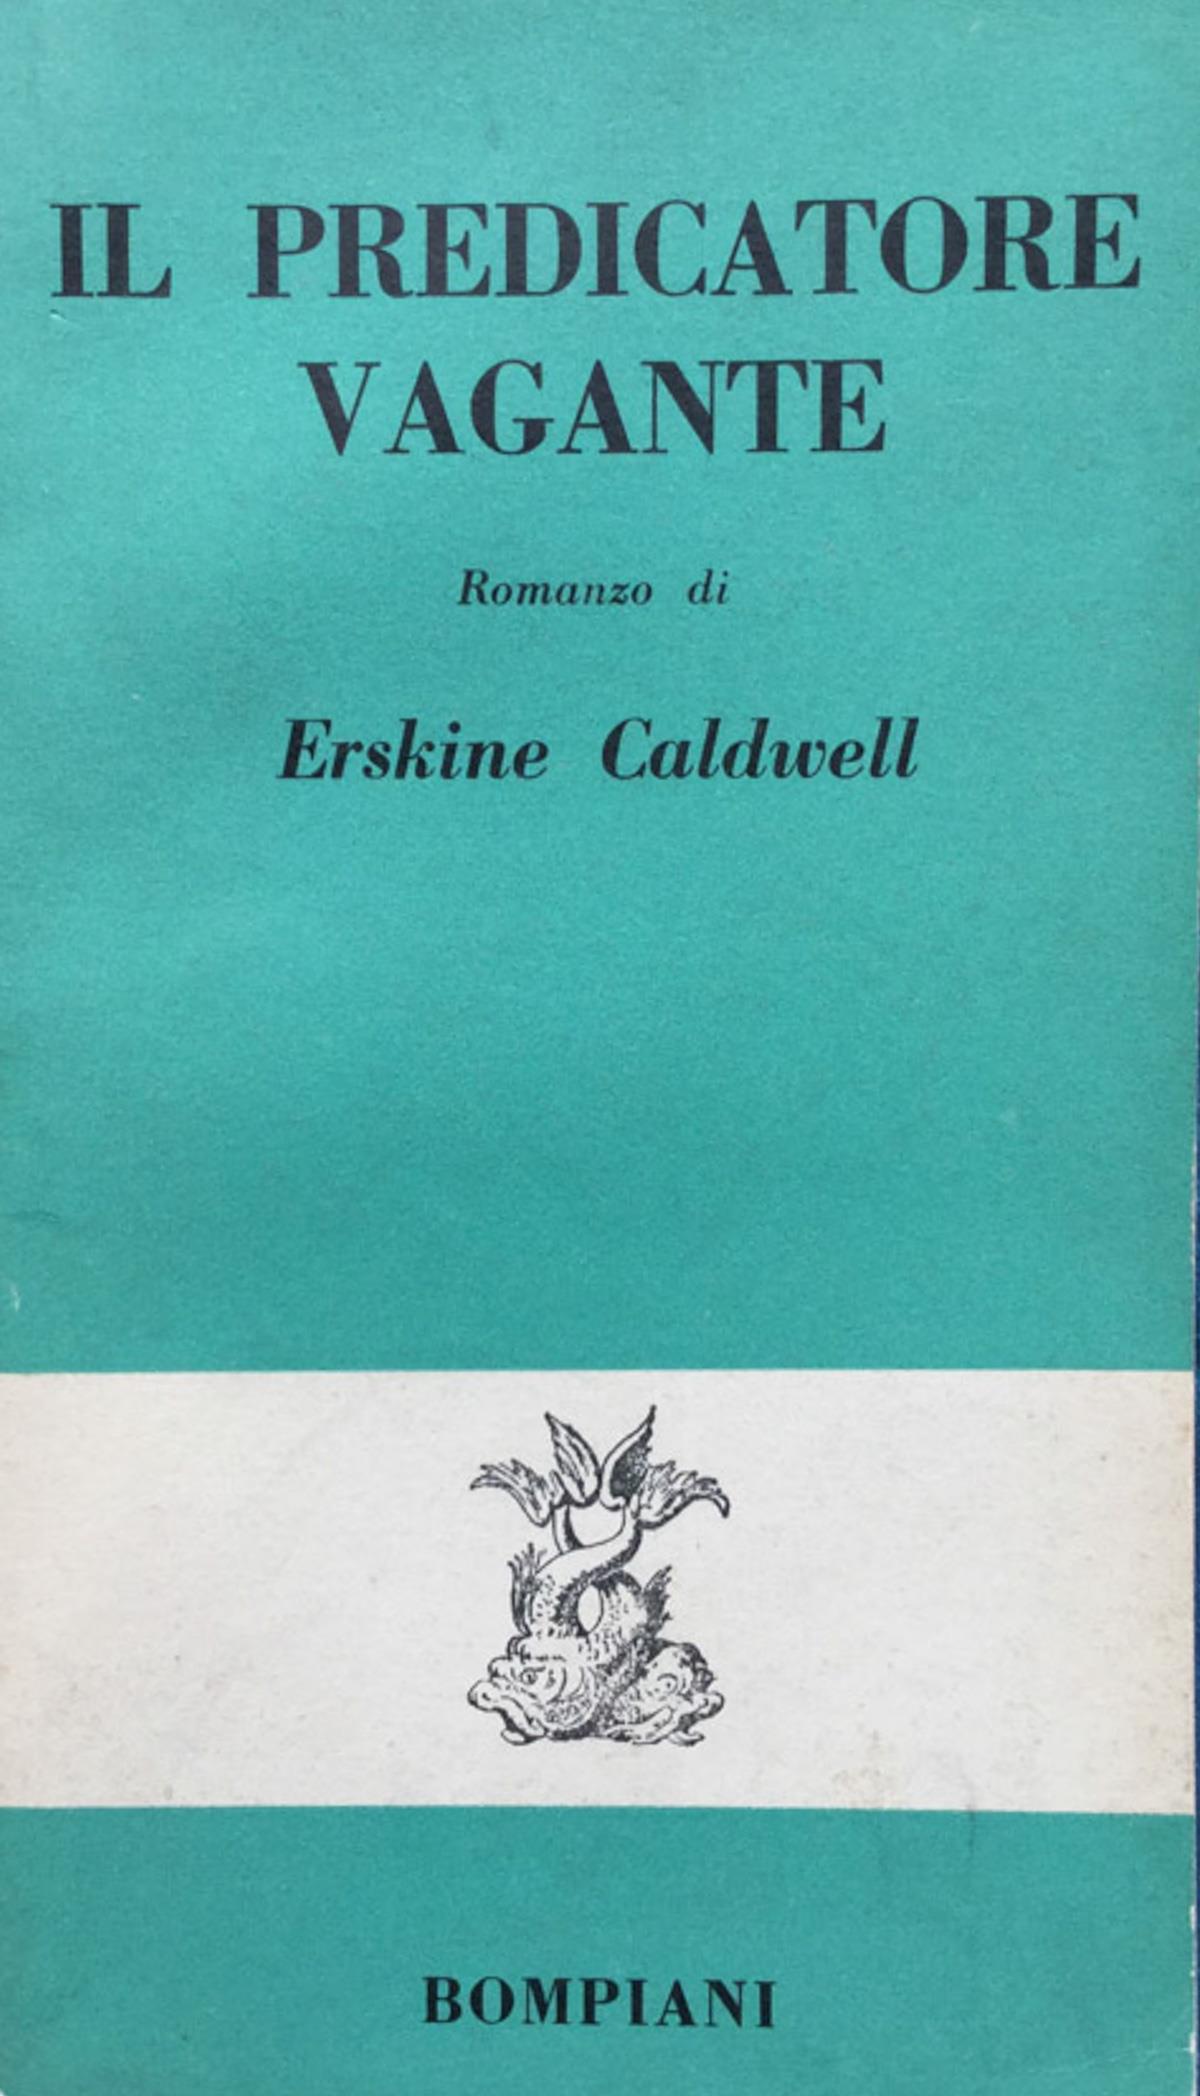 IL PREDICATORE
VAGANTE
Romanzo di
Erskine Caldwell
BOMPIANI